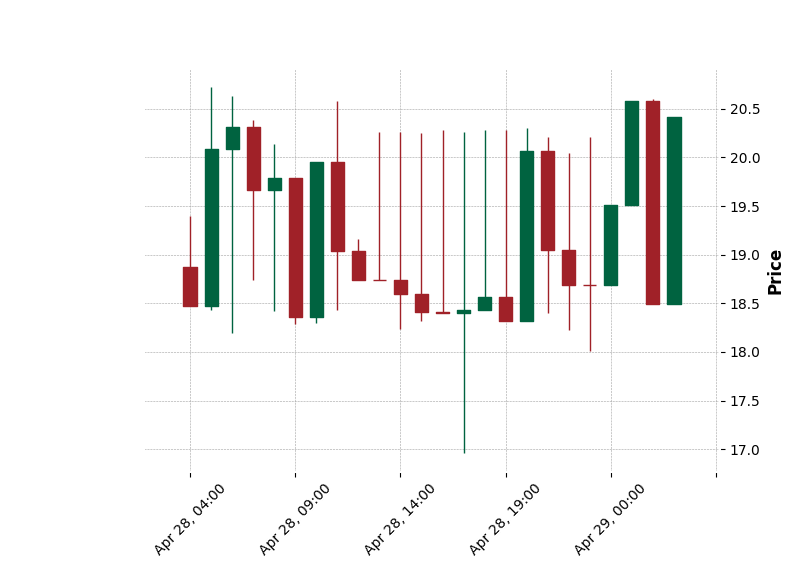 20.5
20.0
19.5
19.0
18.5
18.0
17.5
17.0
Price
Apr 28, 04:00
Apr 28, 09:00
Apr 28, 14:00
Apr 28, 19:00
Apr 29, 00:00